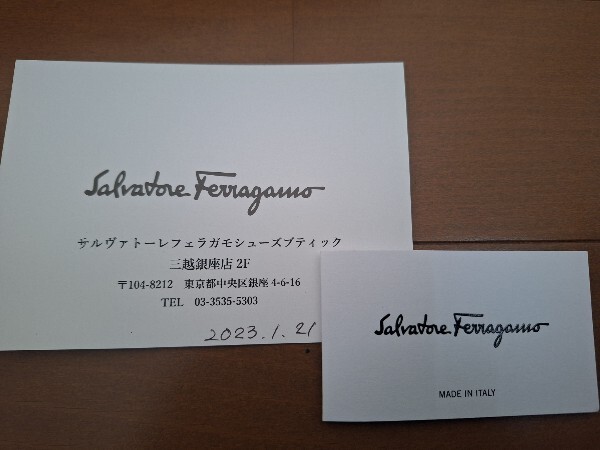 Salvatore Ferragamo
サルヴァトーレフェラガモシューズブティック
三越銀座店 2F
〒104-8212 東京都中央区銀座 4-6-16
TEL 03-3535-5303
2023.1.21
Salvatore Ferragamo
MADE IN ITALY